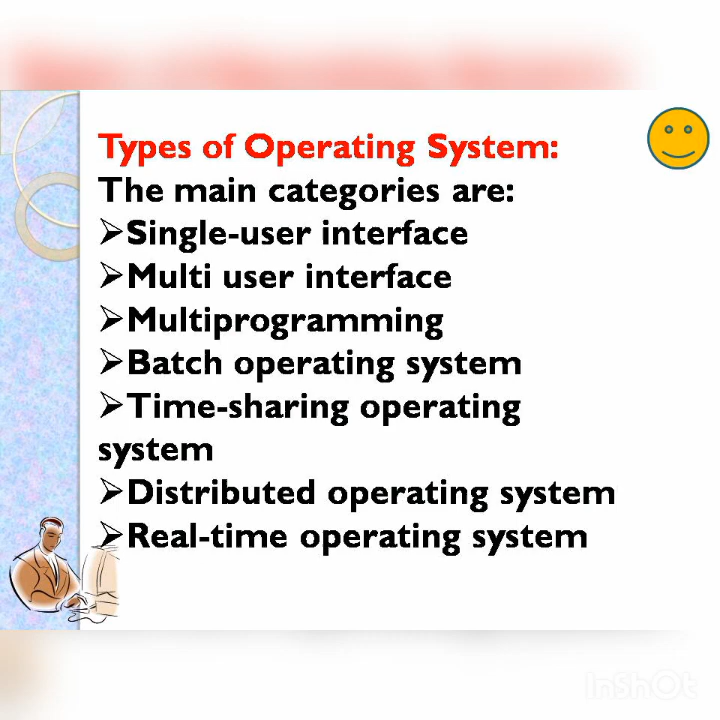 Types of Operating System:
The main categories are:
➢Single-user interface
➢Multi user interface
➢Multiprogramming
➢Batch operating system
➢Time-sharing operating
system
➢Distributed operating system
➢Real-time operating system
InShOt